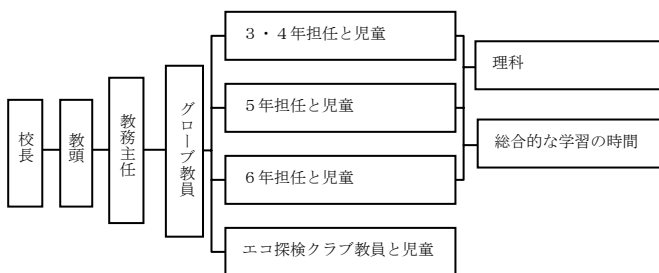 校長
教頭
教務主任
グローブ教員
３・４年担任と児童
５年担任と児童
６年担任と児童
エコ探検クラブ教員と児童
理科
総合的な学習の時間